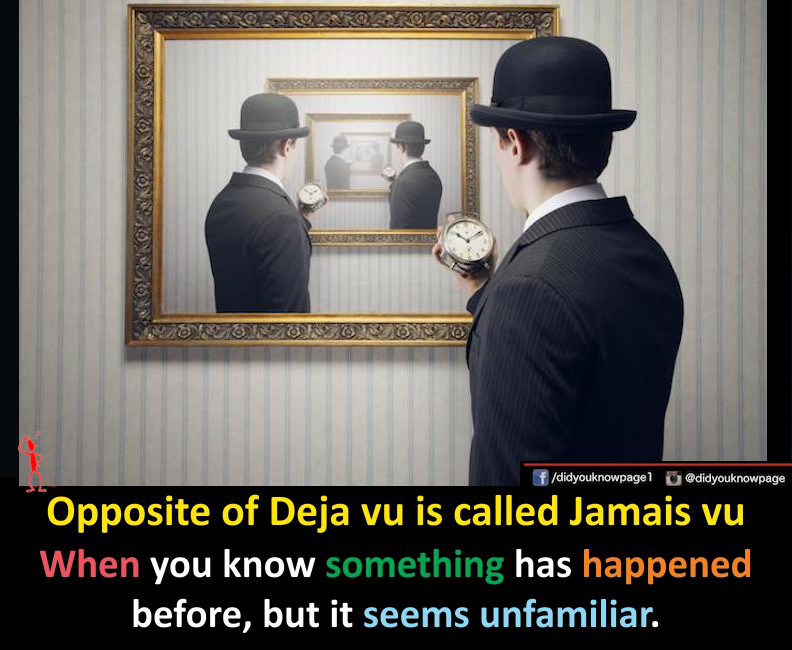 /didyouknowpage1 @didyouknowpage
Opposite of Deja vu is called Jamais vu
When you know something has happened
before, but it seems unfamiliar.